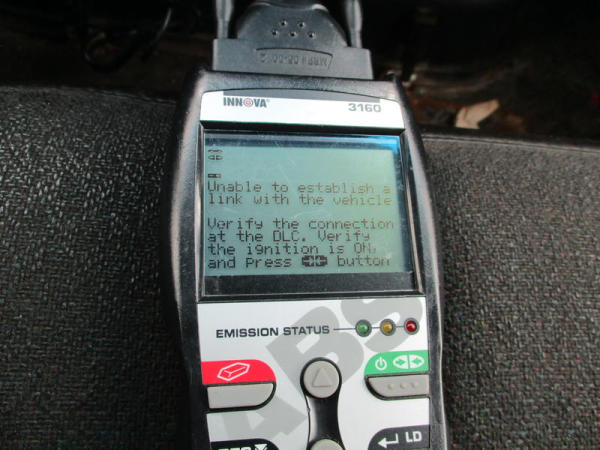 INNOVA
3160
Unable to establish a
link with the vehicle
Verify the connection
at the DLC. Verify
the ignition is ON,
and Press button
EMISSION STATUS
ABS
LD